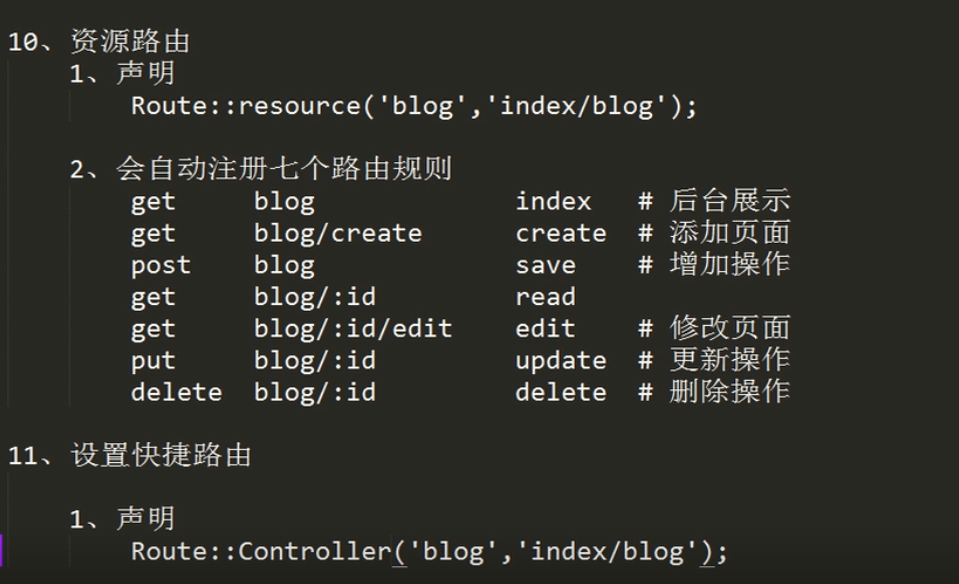 10、资源路由
1、声明
Route::resource('blog','index/blog');
2、会自动注册七个路由规则
get blog index # 后台展示
get blog/create create # 添加页面
post blog save # 增加操作
get blog/:id read
get blog/:id/edit edit # 修改页面
put blog/:id update # 更新操作
delete blog/:id delete # 删除操作
11、设置快捷路由
1、声明
Route::Controller('blog','index/blog');